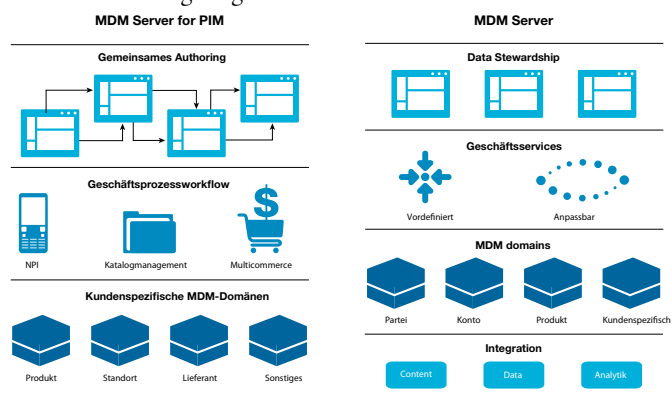 MDM Server for PIM
Gemeinsames Authoring
Geschäftsprozessworkflow
$
NPI
Katalogmanagement
Multicommerce
Kundenspezifische MDM-Domänen
Produkt
Standort
Lieferant
Sonstiges
MDM Server
Data Stewardship
Geschäftsservices
Vordefiniert
Anpassbar
MDM domains
Partei
Konto
Produkt
Kundenspezifisch
Integration
Content
Data
Analytik